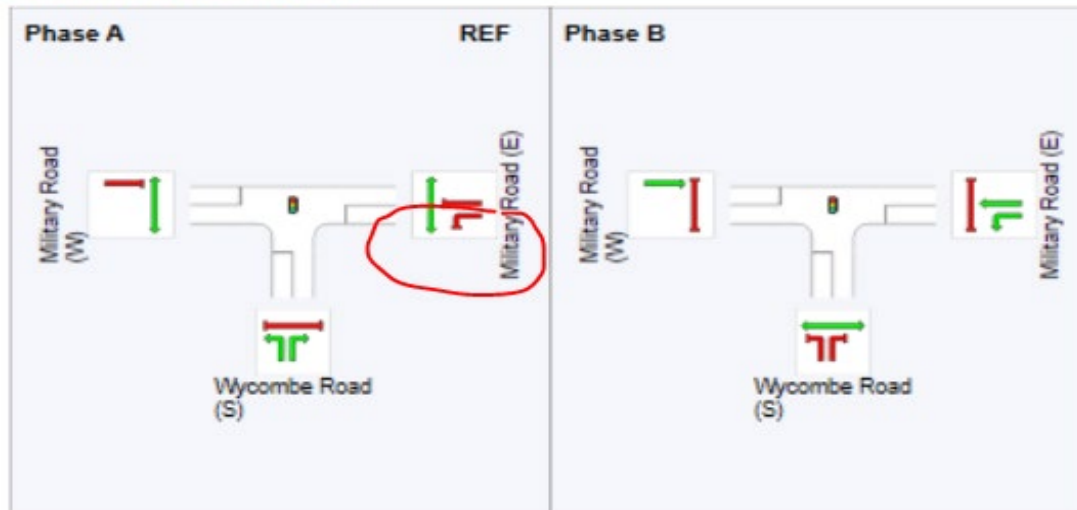 Phase A
REF
Military Road
(W)
Military Road (E)
Wycombe Road
(S)
Phase B
Military Road
(W)
Military Road (E)
Wycombe Road
(S)